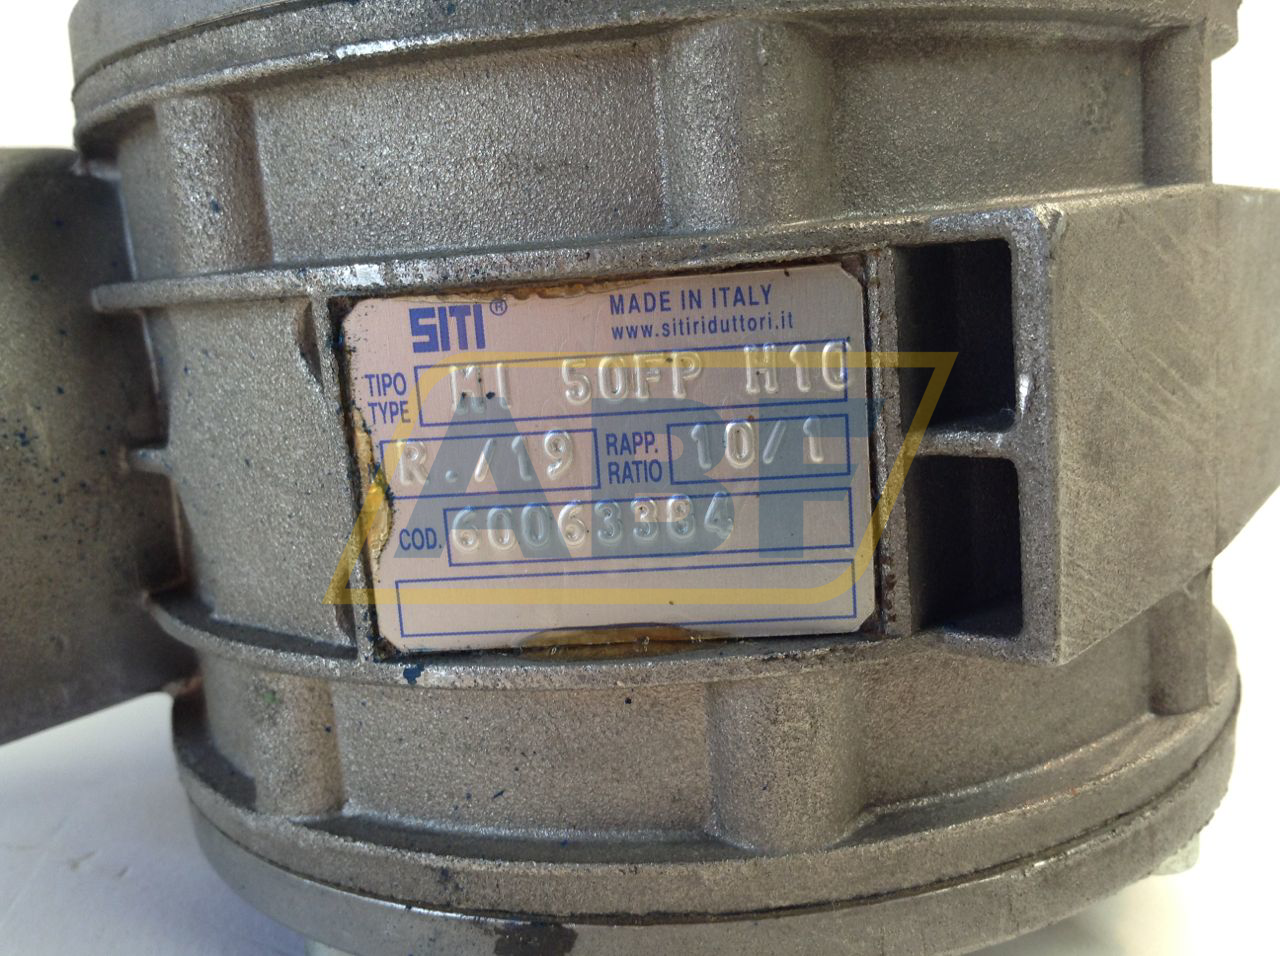 SITI® MADE IN ITALY
www.sitiriduttori.it
TIPO
TYPE MI 50FP H10
R./19 RAPP.
RATIO 10/1
COD. 60063384
ABF